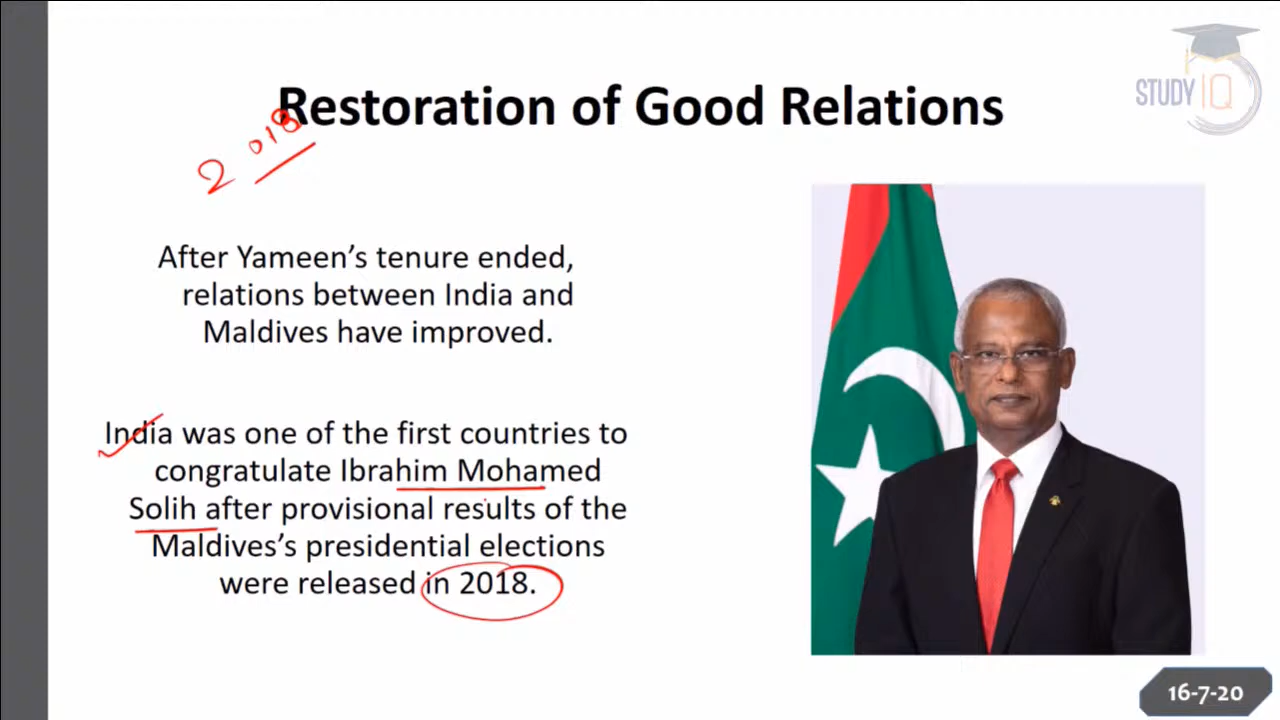 STUDY IQ
Restoration of Good Relations
2018
After Yameen’s tenure ended,
relations between India and
Maldives have improved.
India was one of the first countries to
congratulate Ibrahim Mohamed
Solih after provisional results of the
Maldives’s presidential elections
were released in 2018.
16-7-20